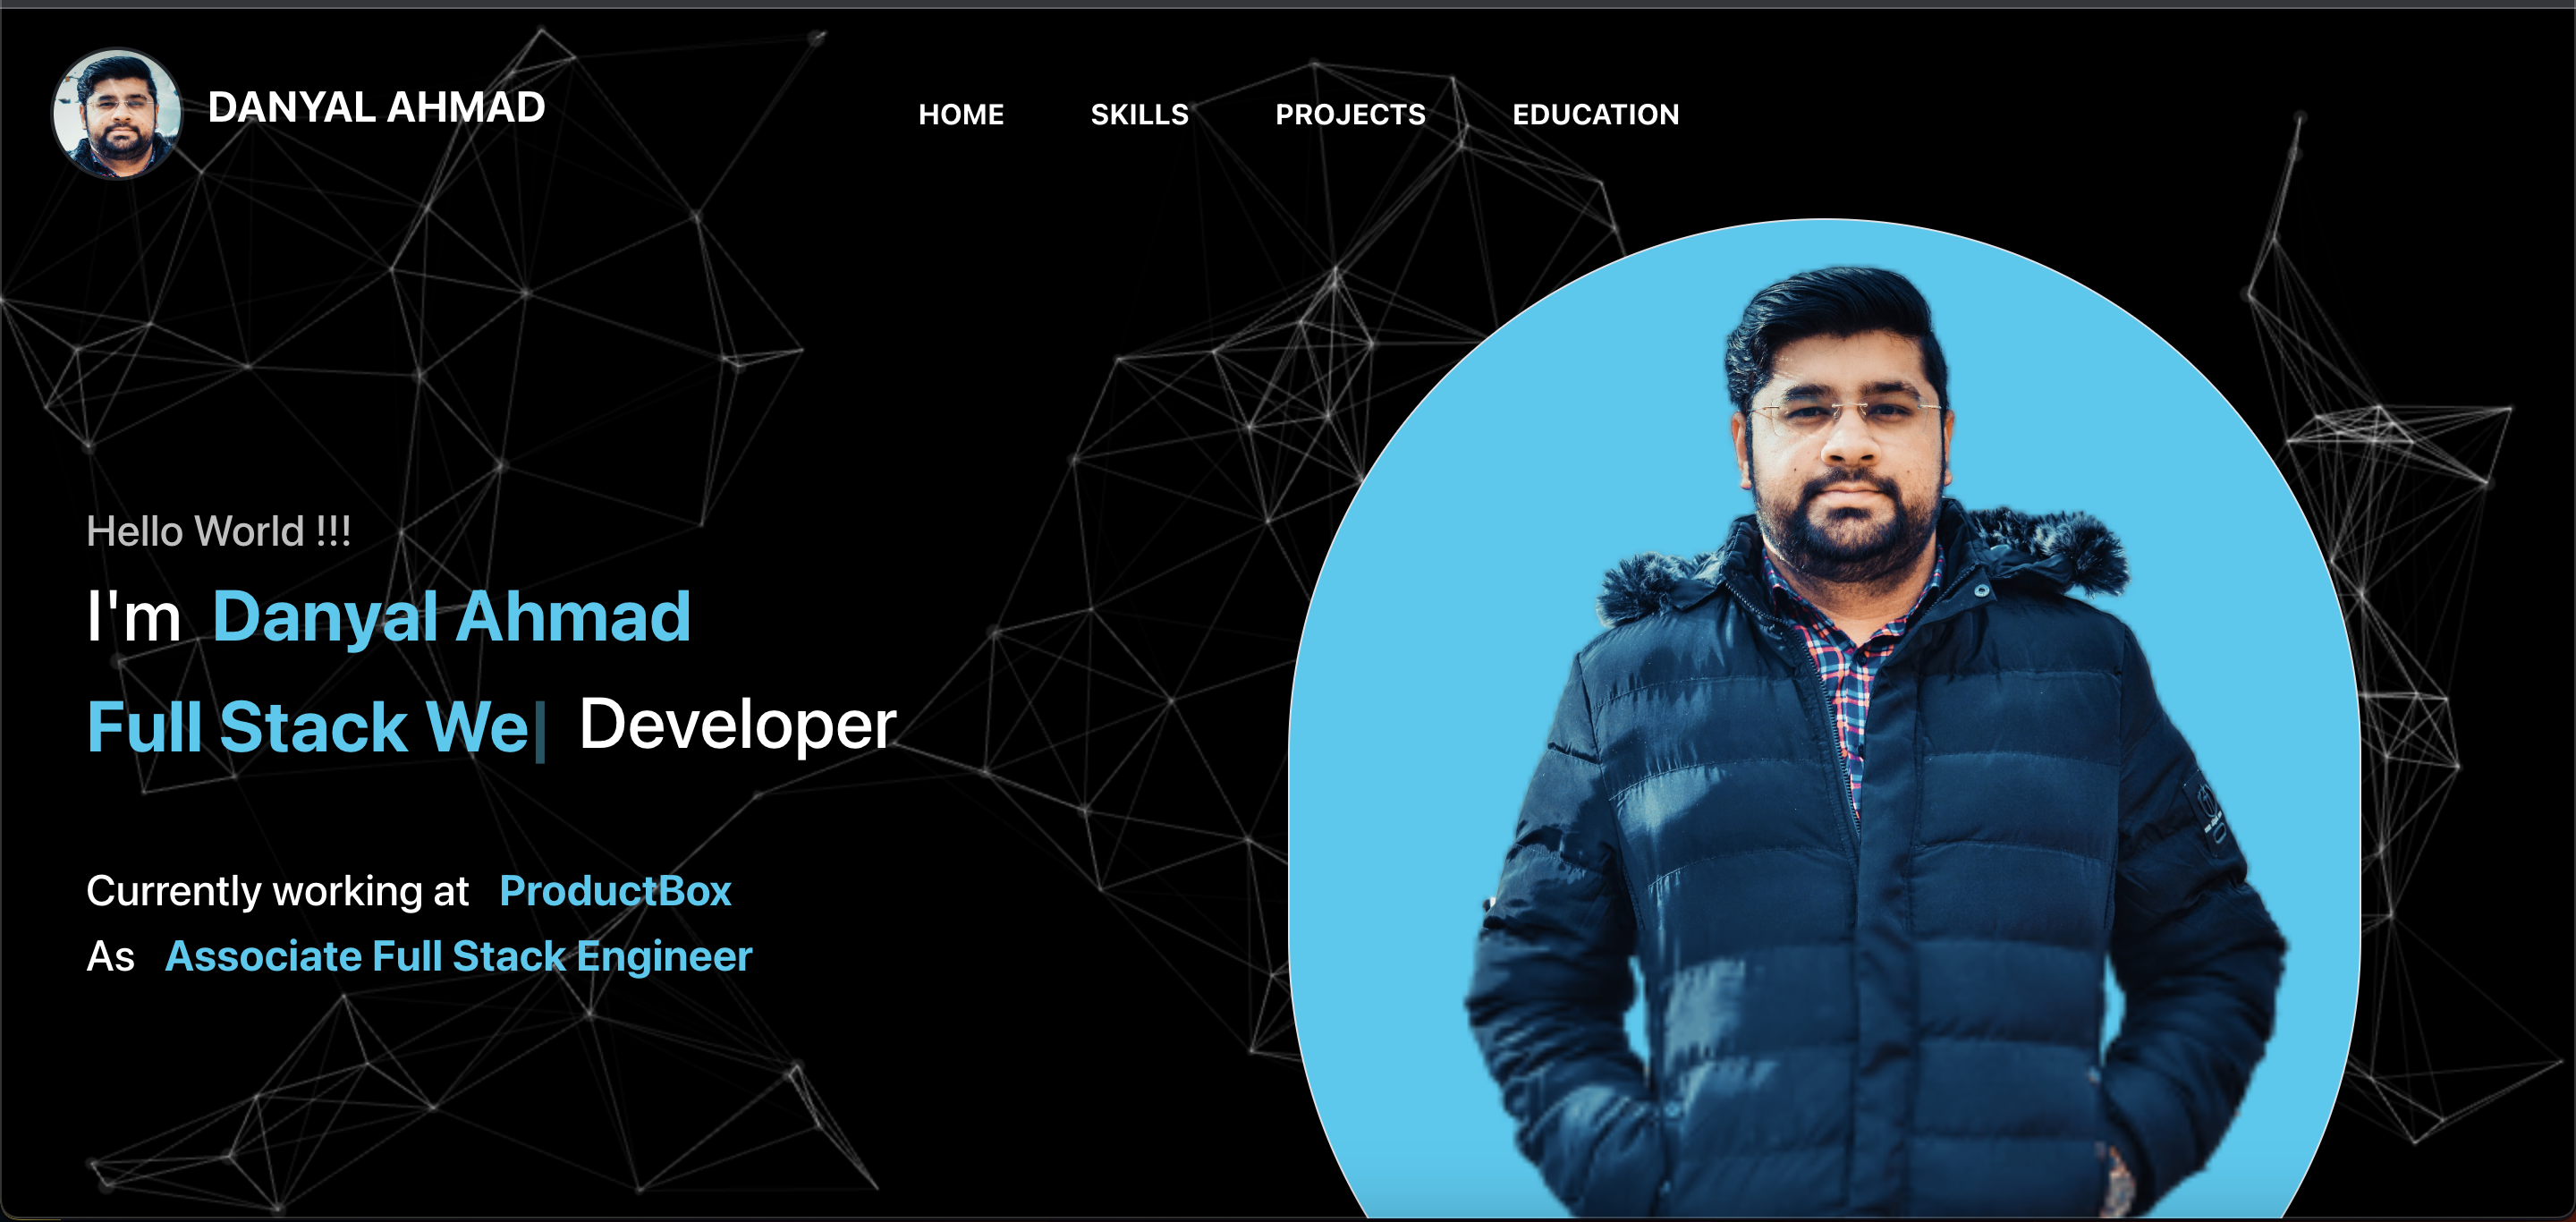 DANYAL AHMAD
HOME SKILLS PROJECTS EDUCATION
Hello World !!!
I'm Danyal Ahmad
Full Stack We| Developer
Currently working at ProductBox
As Associate Full Stack Engineer